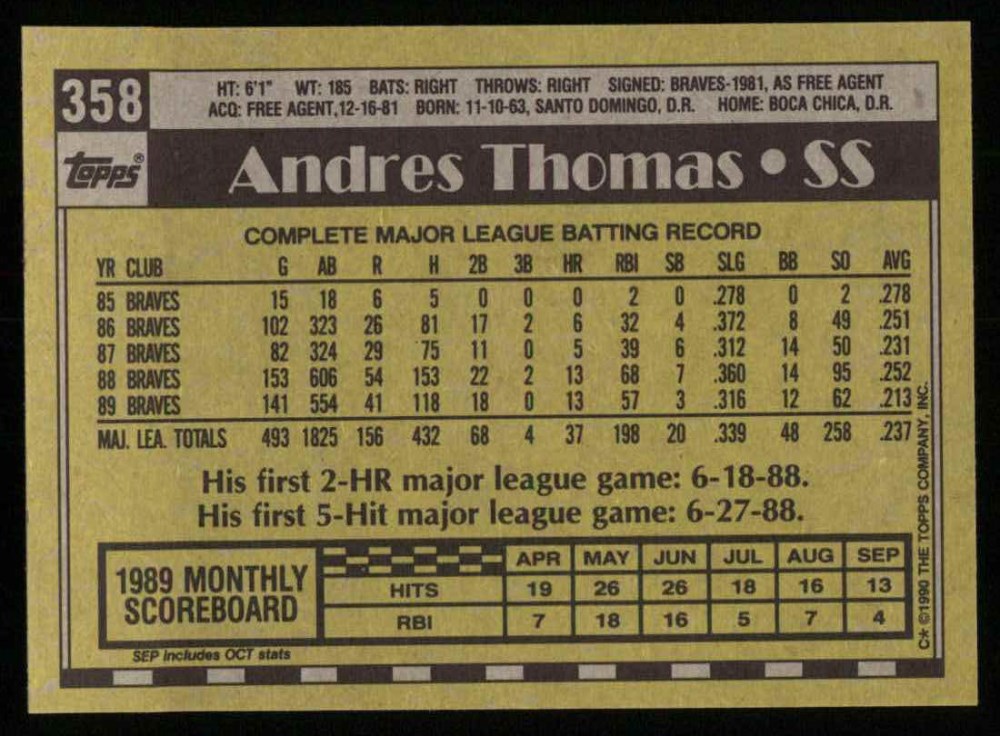 358
HT: 6'1" WT: 185 BATS: RIGHT THROWS: RIGHT SIGNED: BRAVES-1981, AS FREE AGENT
ACQ: FREE AGENT,12-16-81 BORN: 11-10-63, SANTO DOMINGO, D.R. HOME: BOCA CHICA, D.R.
Topps®
Andres Thomas • SS
COMPLETE MAJOR LEAGUE BATTING RECORD
YR CLUB G AB R H 2B 3B HR RBI SB SLG BB SO AVG
85 BRAVES 15 18 6 5 0 0 0 2 0 .278 0 2 .278
86 BRAVES 102 323 26 81 17 2 6 32 4 .372 8 49 .251
87 BRAVES 82 324 29 75 11 0 5 39 6 .312 14 50 .231
88 BRAVES 153 606 54 153 22 2 13 68 7 .360 14 95 .252
89 BRAVES 141 554 41 118 18 0 13 57 3 .316 12 62 .213
MAJ. LEA. TOTALS 493 1825 156 432 68 4 37 198 20 .339 48 258 .237
His first 2-HR major league game: 6-18-88.
His first 5-Hit major league game: 6-27-88.
1989 MONTHLY
SCOREBOARD
APR MAY JUN JUL AUG SEP
HITS 19 26 26 18 16 13
RBI 7 18 16 5 7 4
SEP includes OCT stats
C* ©1990 THE TOPPS COMPANY, INC.